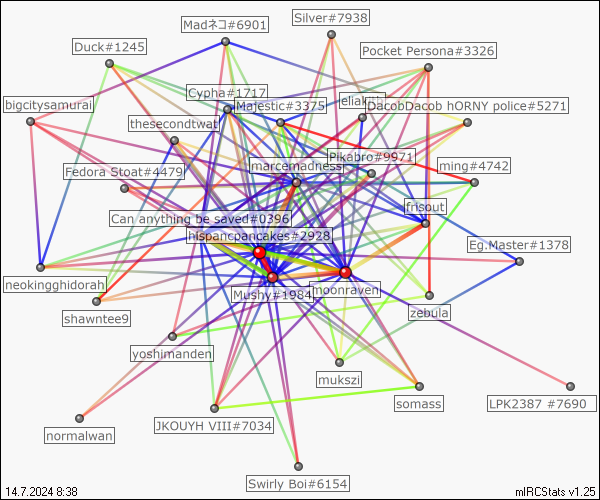 Silver#7938
Madネコ#6901
Duck#1245
Pocket Persona#3326
Cypha#1717
bigcitysamurai
Majestic#3375
DacobDacob hORNY police#5271
thesecondtwat
Pikabro#9971
marcemadness
ming#4742
Fedora Stoat#4479
frisout
Can anything be saved#0396
hispanicpancakes#2928
Eg.Master#1378
neokingghidorah
Mushy#1984
moonraven
zebula
shawntee9
yoshimanden
mukszi
somass
LPK2387 #7690
JKOUYH VIII#7034
normalwan
Swirly Boi#6154
14.7.2024 8:38
mIRCStats v1.25